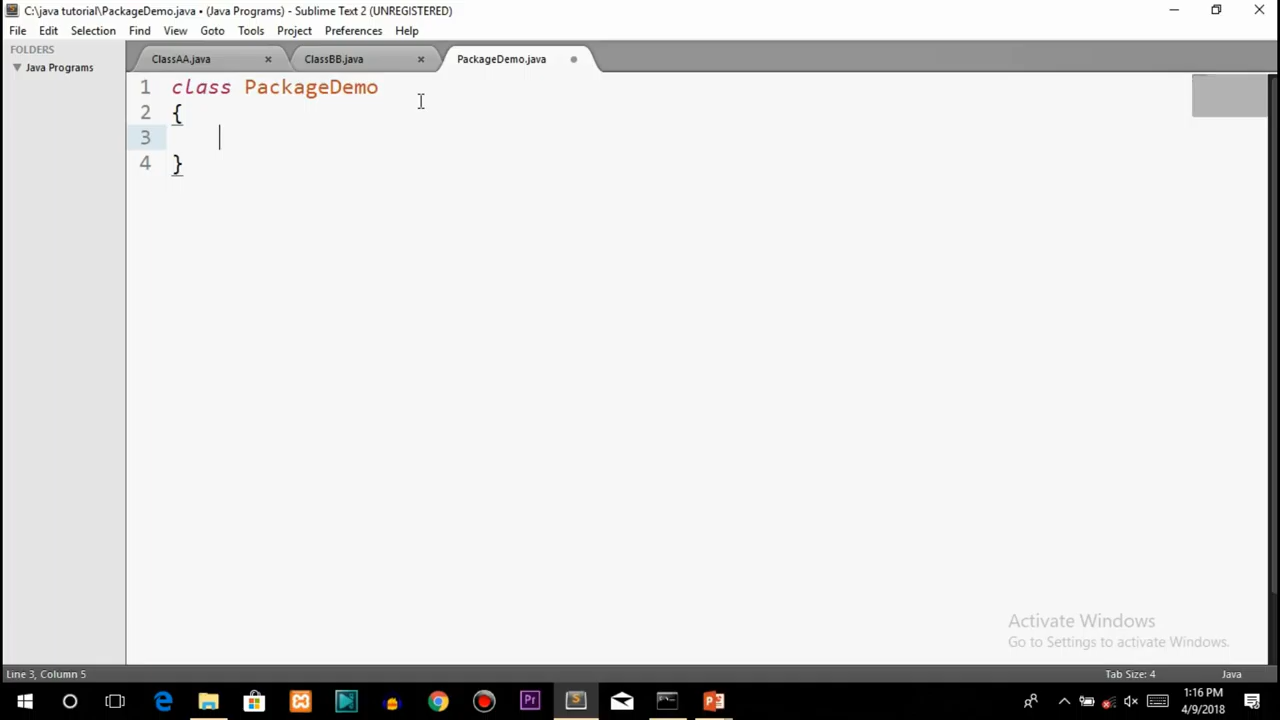 C:\java tutorial\PackageDemo.java • (Java Programs) - Sublime Text 2 (UNREGISTERED)
File Edit Selection Find View Goto Tools Project Preferences Help
FOLDERS
Java Programs
ClassAA.java × ClassBB.java × PackageDemo.java
1 class PackageDemo
2 {
3
4 }
Activate Windows
Go to Settings to activate Windows.
Line 3, Column 5 Tab Size: 4 Java
1:16 PM
4/9/2018